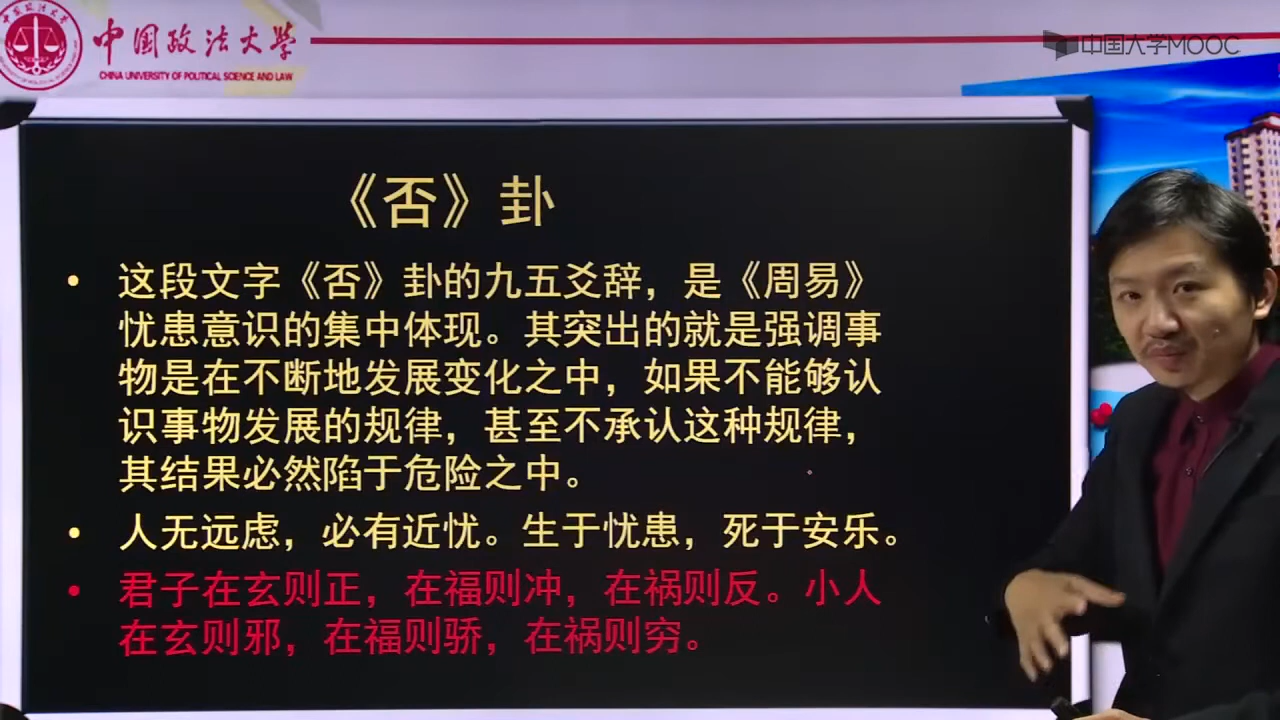 中国政法大学
CHINA UNIVERSITY OF POLITICAL SCIENCE AND LAW
中国大学MOOC
《否》卦
• 这段文字《否》卦的九五爻辞，是《周易》
忧患意识的集中体现。其突出的就是强调事
物是在不断地发展变化之中，如果不能够认
识事物发展的规律，甚至不承认这种规律，
其结果必然陷于危险之中。
• 人无远虑，必有近忧。生于忧患，死于安乐。
• 君子在玄则正，在福则冲，在祸则反。小人
在玄则邪，在福则骄，在祸则穷。